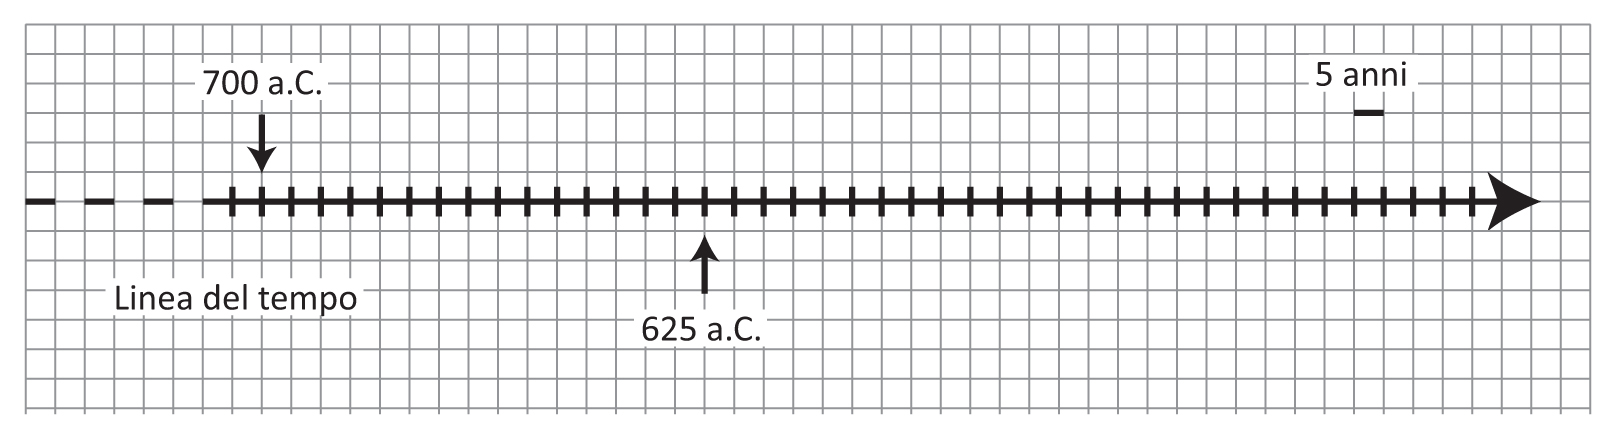 5 anni
700 a.C.
Linea del tempo
625 a.C.